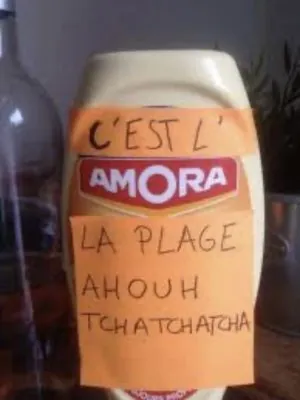 C'EST L'
AMORA
LA PLAGE
AHOUH
TCHATCHATCHA